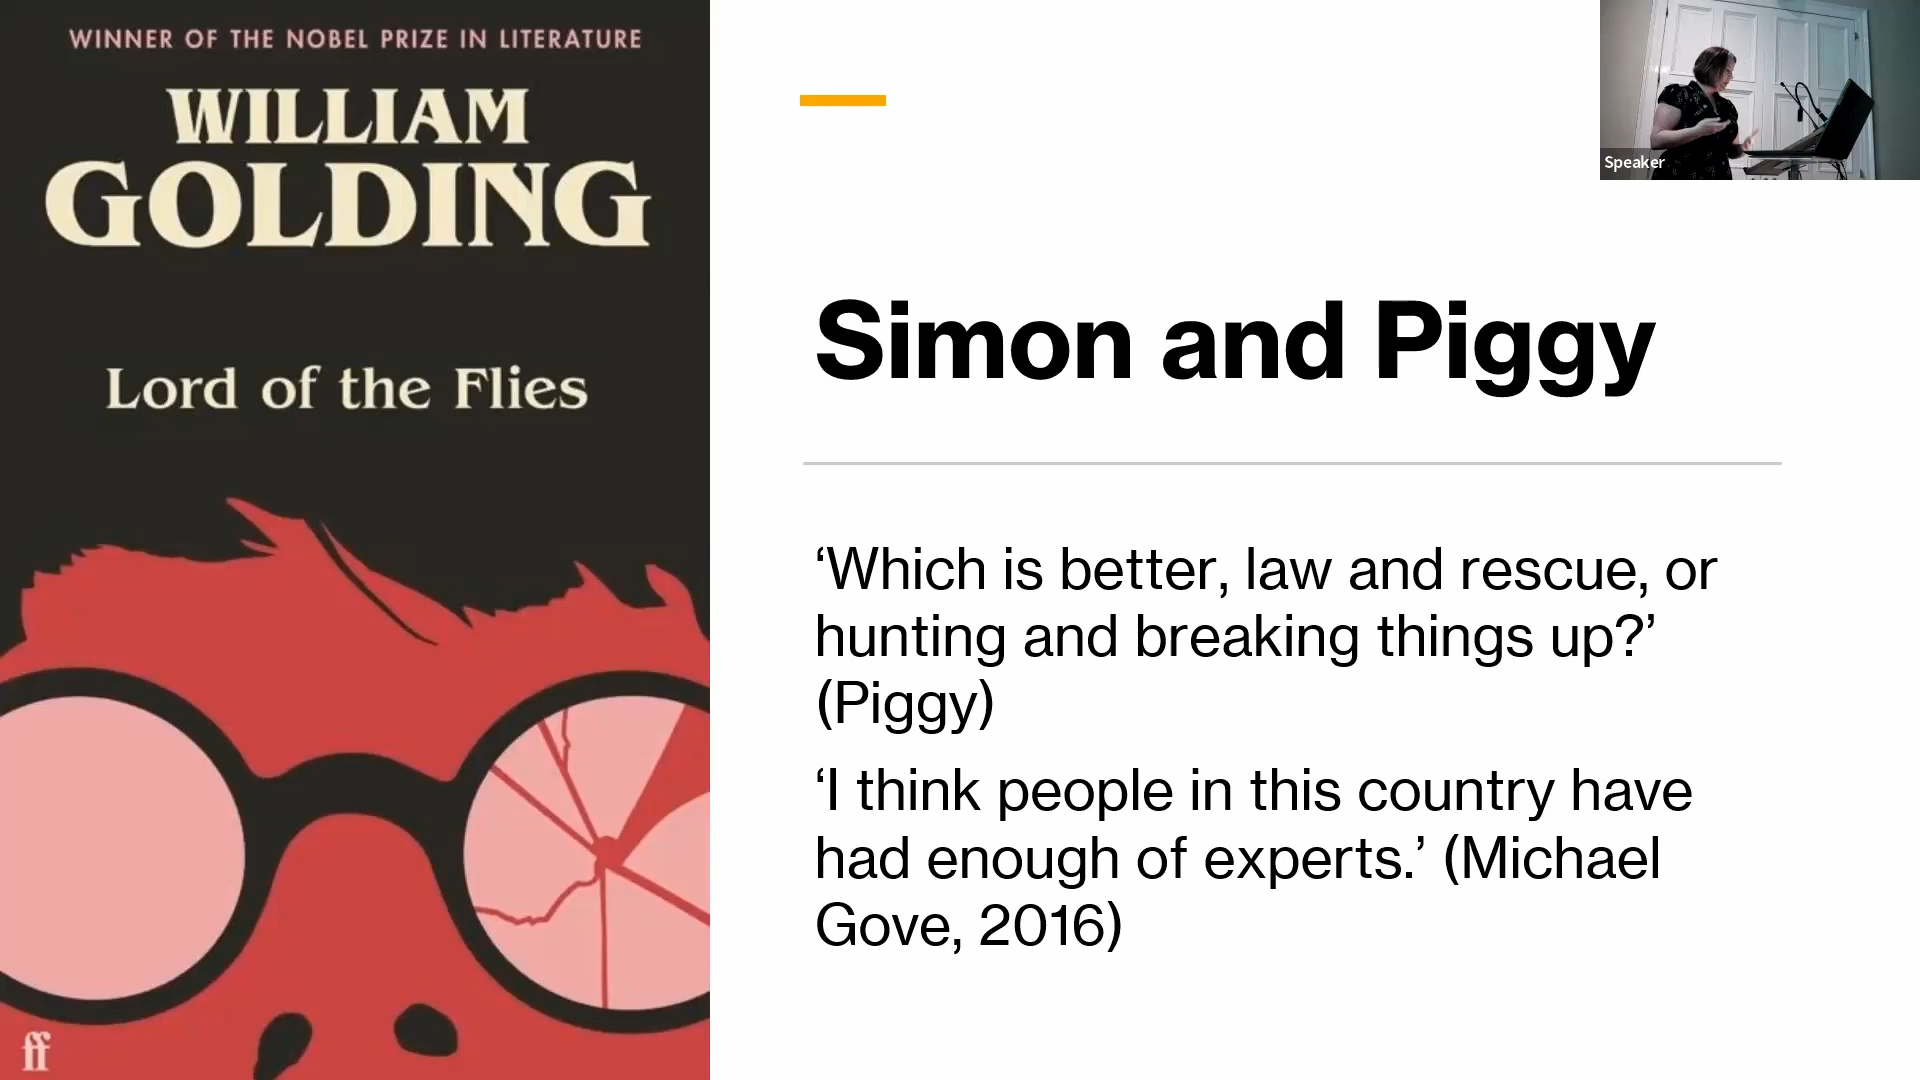 WINNER OF THE NOBEL PRIZE IN LITERATURE
WILLIAM
GOLDING
Lord of the Flies
ff
Speaker
Simon and Piggy
‘Which is better, law and rescue, or
hunting and breaking things up?’
(Piggy)
‘I think people in this country have
had enough of experts.’ (Michael
Gove, 2016)